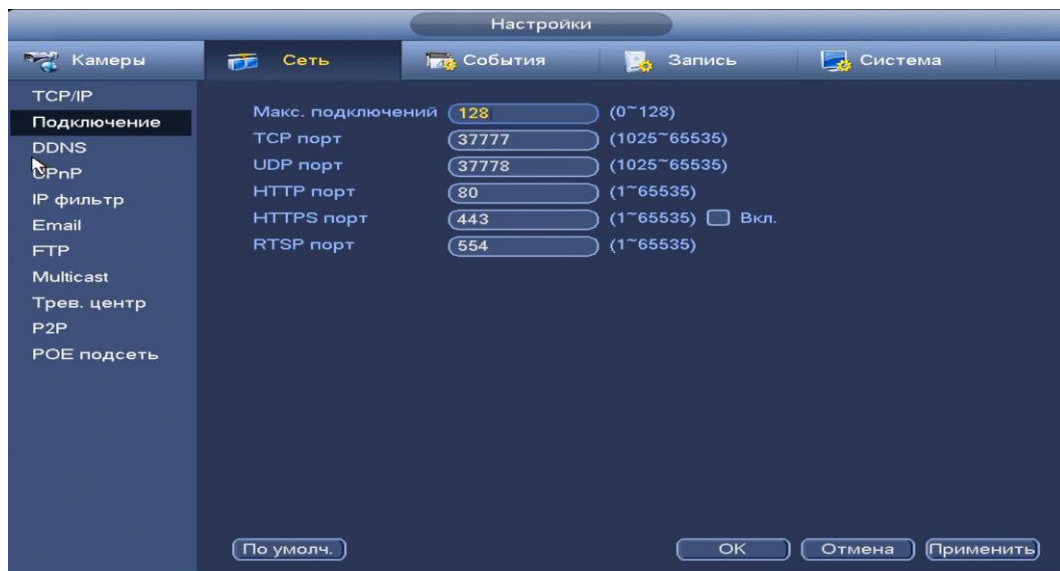 Настройки
Камеры Сеть События Запись Система
TCP/IP
Подключение
DDNS
UPnP
IP фильтр
Email
FTP
Multicast
Трев. центр
P2P
POE подсеть
Макс. подключений 128 (0~128)
TCP порт 37777 (1025~65535)
UDP порт 37778 (1025~65535)
HTTP порт 80 (1~65535)
HTTPS порт 443 (1~65535) Вкл.
RTSP порт 554 (1~65535)
По умолч. OK Отмена Применить